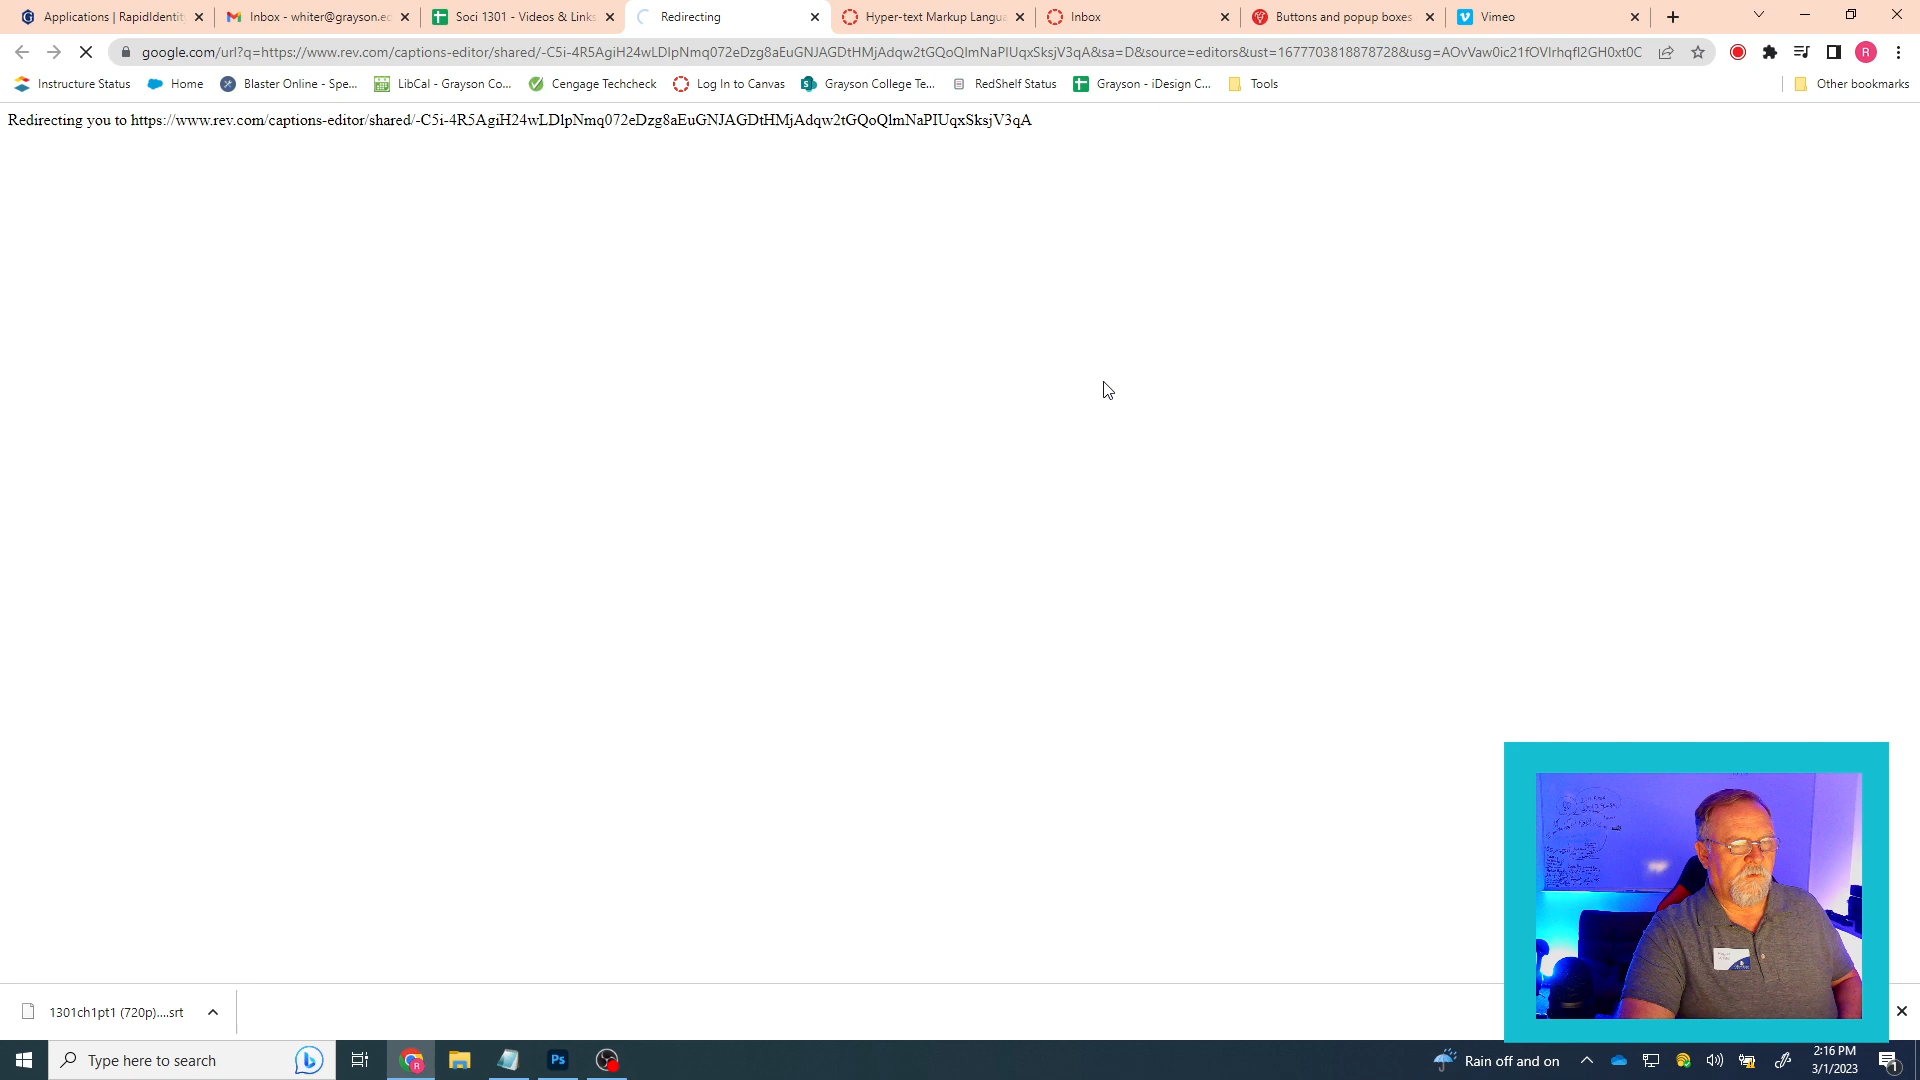 Applications | RapidIdentity
Inbox - whiter@grayson.ec
Soci 1301 - Videos & Links
Redirecting
Hyper-text Markup Langua
Inbox
Buttons and popup boxes
Vimeo
google.com/url?q=https://www.rev.com/captions-editor/shared/-C5i-4R5AgiH24wLDlpNmq072eDzg8aEuGNJAGDtHMjAdqw2tGQoQlmNaPIUqxSksjV3qA&sa=D&source=editors&ust=1677703818878728&usg=AOvVaw0ic21fOVIrhqfl2GH0xt0C
R
Instructure Status
Home
Blaster Online - Spe...
LibCal - Grayson Co...
Cengage Techcheck
Log In to Canvas
Grayson College Te...
RedShelf Status
Grayson - iDesign C...
Tools
Other bookmarks
Redirecting you to https://www.rev.com/captions-editor/shared/-C5i-4R5AgiH24wLDlpNmq072eDzg8aEuGNJAGDtHMjAdqw2tGQoQlmNaPIUqxSksjV3qA
1301ch1pt1 (720p)....srt
Type here to search
R
Ps
Rain off and on
2:16 PM
3/1/2023
1